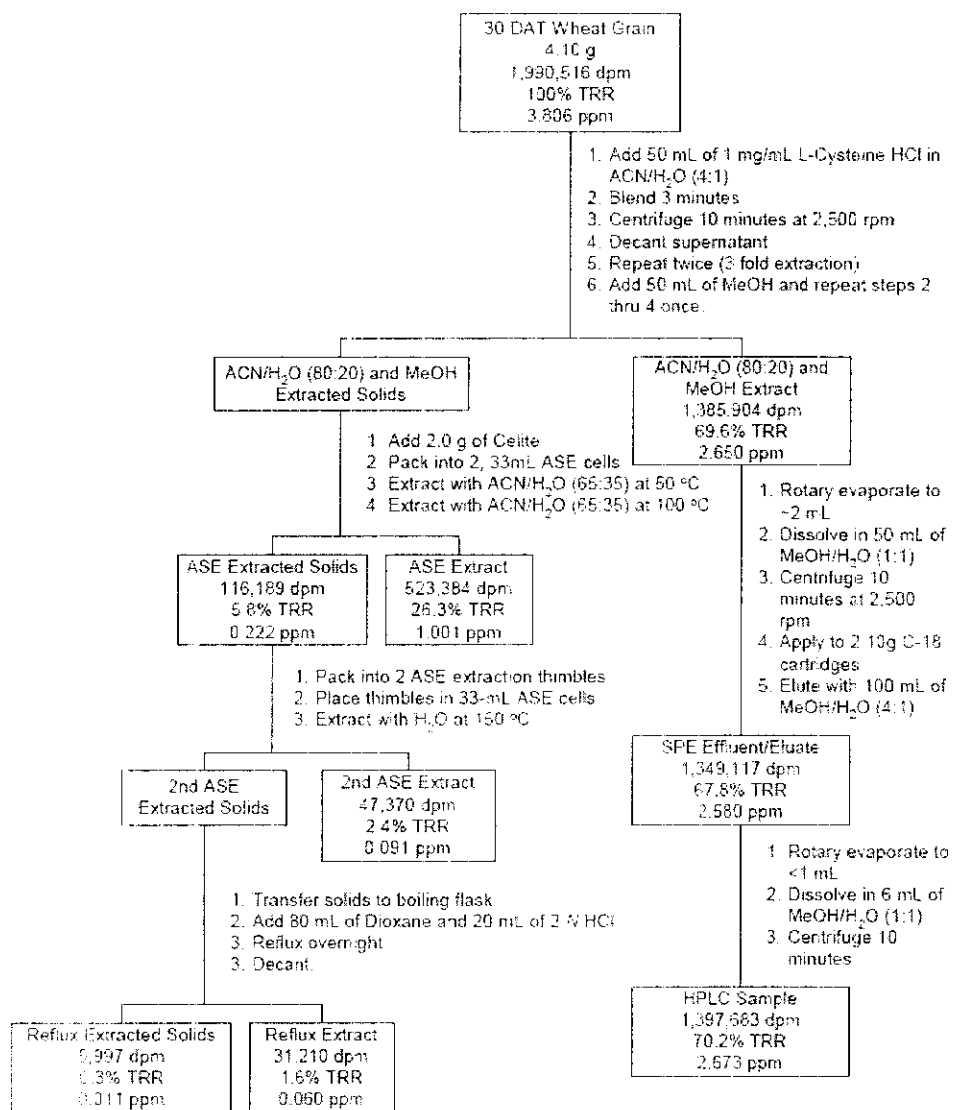 30 DAT Wheat Grain
4.10 g
1,990,516 dpm
100% TRR
3.806 ppm
1. Add 50 mL of 1 mg/mL L-Cysteine HCl in
ACN/H₂O (4:1)
2. Blend 3 minutes
3. Centrifuge 10 minutes at 2,500 rpm
4. Decant supernatant
5. Repeat twice (3 fold extraction)
6. Add 50 mL of MeOH and repeat steps 2
thru 4 once.
ACN/H₂O (80:20) and MeOH
Extracted Solids
ACN/H₂O (80:20) and
MeOH Extract
1,385,904 dpm
69.6% TRR
2.650 ppm
1 Add 2.0 g of Celite
2 Pack into 2, 33mL ASE cells
3 Extract with ACN/H₂O (65:35) at 50 ºC
4 Extract with ACN/H₂O (65:35) at 100 ºC
1. Rotary evaporate to
~2 mL
2. Dissolve in 50 mL of
MeOH/H₂O (1:1)
3. Centrifuge 10
minutes at 2,500
rpm
4. Apply to 2 10g C-18
cartridges
5. Elute with 100 mL of
MeOH/H₂O (4:1)
ASE Extracted Solids
116,189 dpm
5.8% TRR
0.222 ppm
ASE Extract
523,384 dpm
26.3% TRR
1.001 ppm
1. Pack into 2 ASE extraction thimbles
2. Place thimbles in 33-mL ASE cells
3. Extract with H₂O at 150 ºC
2nd ASE
Extracted Solids
2nd ASE Extract
47,370 dpm
2.4% TRR
0.091 ppm
SPE Effluent/Eluate
1,349,117 dpm
67.8% TRR
2.580 ppm
1 Rotary evaporate to
<1 mL
2. Dissolve in 6 mL of
MeOH/H₂O (1:1)
3. Centrifuge 10
minutes
1. Transfer solids to boiling flask
2. Add 80 mL of Dioxane and 20 mL of 2 N HCl
3. Reflux overnight
3. Decant.
Reflux Extracted Solids
5,997 dpm
0.3% TRR
0.011 ppm
Reflux Extract
31,210 dpm
1.6% TRR
0.060 ppm
HPLC Sample
1,397,683 dpm
70.2% TRR
2.673 ppm